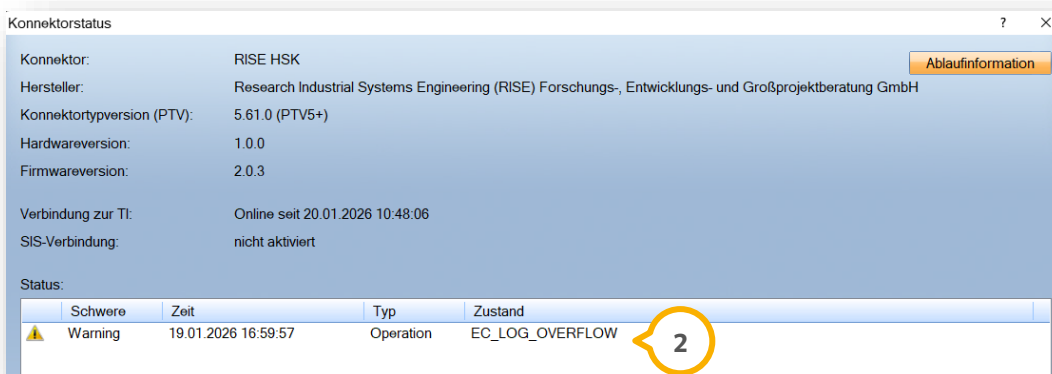 Konnektorstatus ?
Konnektor: RISE HSK Ablaufinformation
Hersteller: Research Industrial Systems Engineering (RISE) Forschungs-, Entwicklungs- und Großprojektberatung GmbH
Konnektortypversion (PTV): 5.61.0 (PTV5+)
Hardwareversion: 1.0.0
Firmwareversion: 2.0.3
Verbindung zur TI: Online seit 20.01.2026 10:48:06
SIS-Verbindung: nicht aktiviert
Status:
Schwere Zeit Typ Zustand
Warning 19.01.2026 16:59:57 Operation EC_LOG_OVERFLOW 2